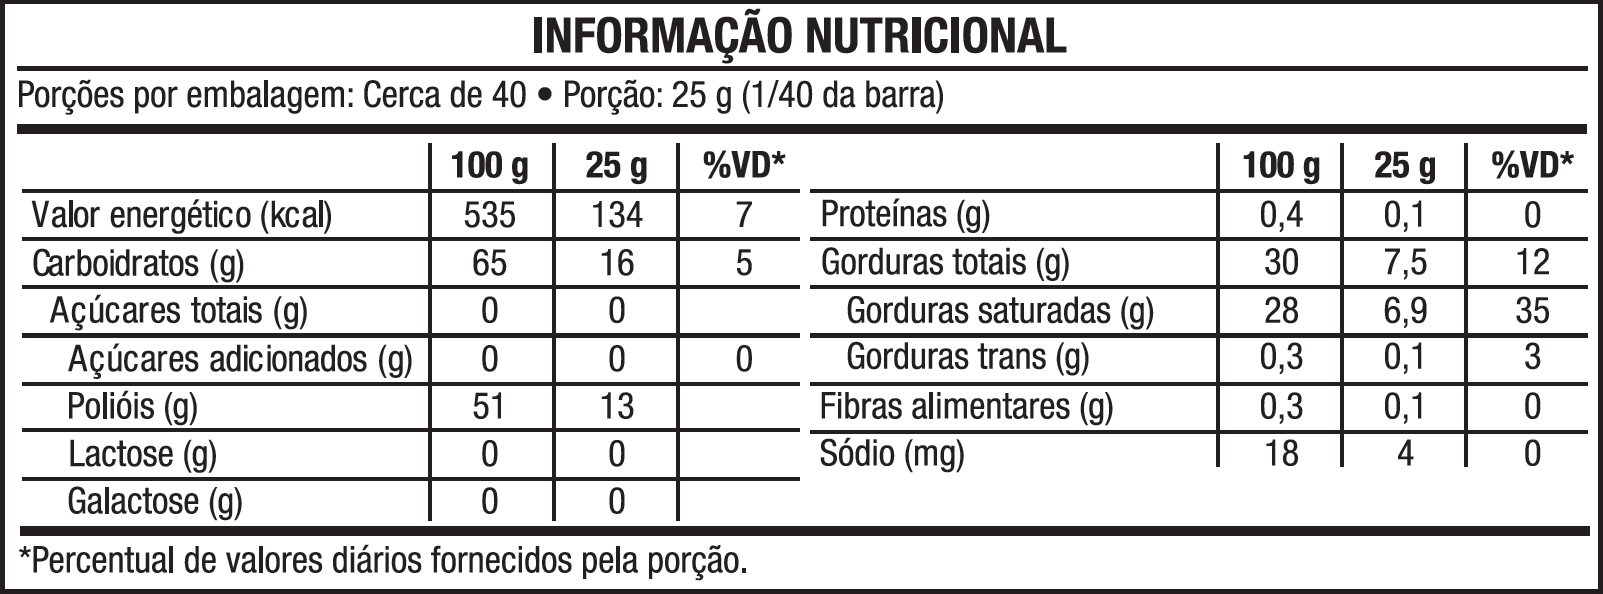 INFORMAÇÃO NUTRICIONAL
Porções por embalagem: Cerca de 40 • Porção: 25 g (1/40 da barra)
100 g 25 g %VD*
Valor energético (kcal) 535 134 7
Carboidratos (g) 65 16 5
Açúcares totais (g) 0 0
Açúcares adicionados (g) 0 0 0
Polióis (g) 51 13
Lactose (g) 0 0
Galactose (g) 0 0
100 g 25 g %VD*
Proteínas (g) 0,4 0,1 0
Gorduras totais (g) 30 7,5 12
Gorduras saturadas (g) 28 6,9 35
Gorduras trans (g) 0,3 0,1 3
Fibras alimentares (g) 0,3 0,1 0
Sódio (mg) 18 4 0
*Percentual de valores diários fornecidos pela porção.